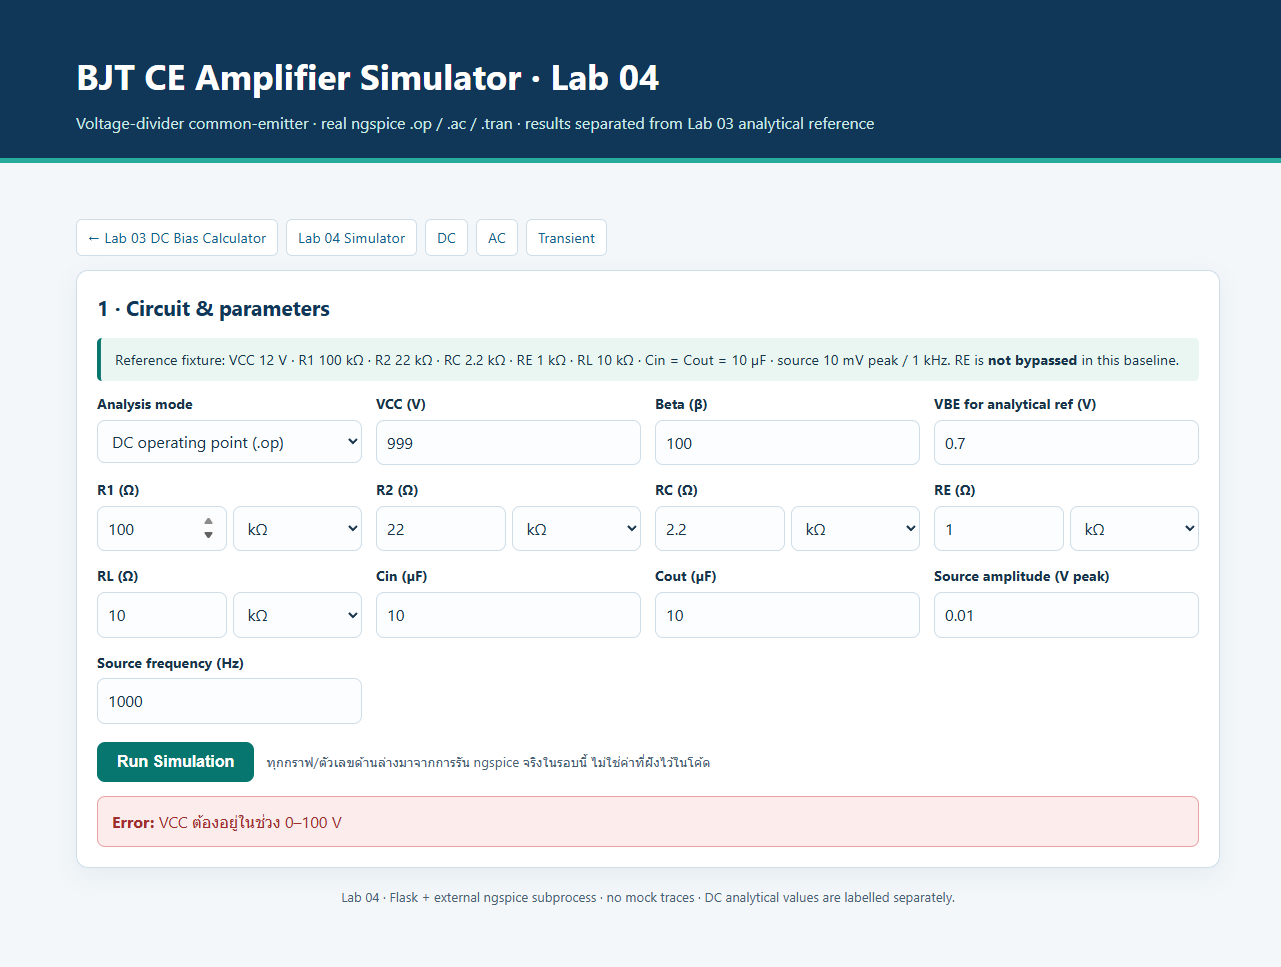 BJT CE Amplifier Simulator · Lab 04
Voltage-divider common-emitter · real ngspice .op / .ac / .tran · results separated from Lab 03 analytical reference
← Lab 03 DC Bias Calculator
Lab 04 Simulator
DC
AC
Transient
1 · Circuit & parameters
Reference fixture: VCC 12 V · R1 100 kΩ · R2 22 kΩ · RC 2.2 kΩ · RE 1 kΩ · RL 10 kΩ · Cin = Cout = 10 µF · source 10 mV peak / 1 kHz. RE is not bypassed in this baseline.
Analysis mode
DC operating point (.op)
VCC (V)
999
Beta (β)
100
VBE for analytical ref (V)
0.7
R1 (Ω)
100
kΩ
R2 (Ω)
22
kΩ
RC (Ω)
2.2
kΩ
RE (Ω)
1
kΩ
RL (Ω)
10
kΩ
Cin (µF)
10
Cout (µF)
10
Source amplitude (V peak)
0.01
Source frequency (Hz)
1000
Run Simulation
ทุกกราฟ/ตัวเลขด้านล่างมาจากการรัน ngspice จริงในรอบนี้ ไม่ใช่ค่าที่ฝังไว้ในโค้ด
Error: VCC ต้องอยู่ในช่วง 0–100 V
Lab 04 · Flask + external ngspice subprocess · no mock traces · DC analytical values are labelled separately.